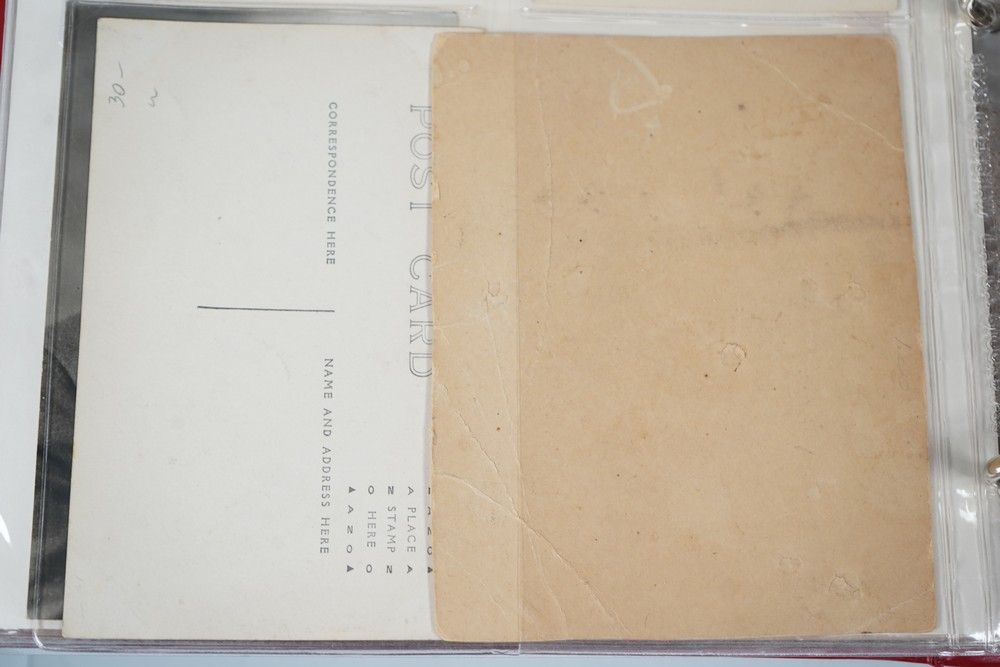 POST CARD
CORRESPONDENCE HERE
NAME AND ADDRESS HERE
PLACE
STAMP
HERE
▲ A Z O ▲
30-